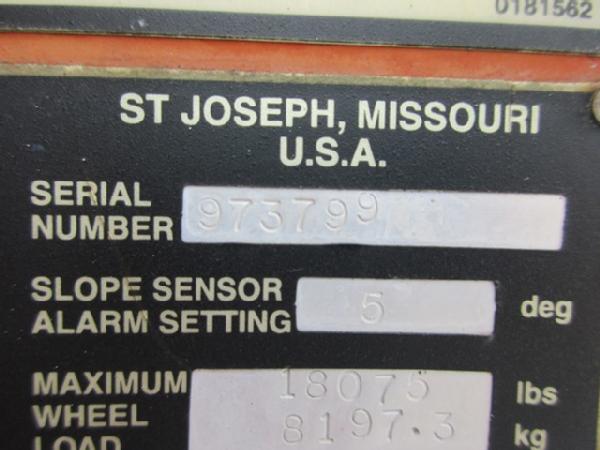 0181562
ST JOSEPH, MISSOURI
U.S.A.
SERIAL
NUMBER 973799
SLOPE SENSOR
ALARM SETTING 5 deg
MAXIMUM 18075 lbs
WHEEL 8197.3 kg
LOAD